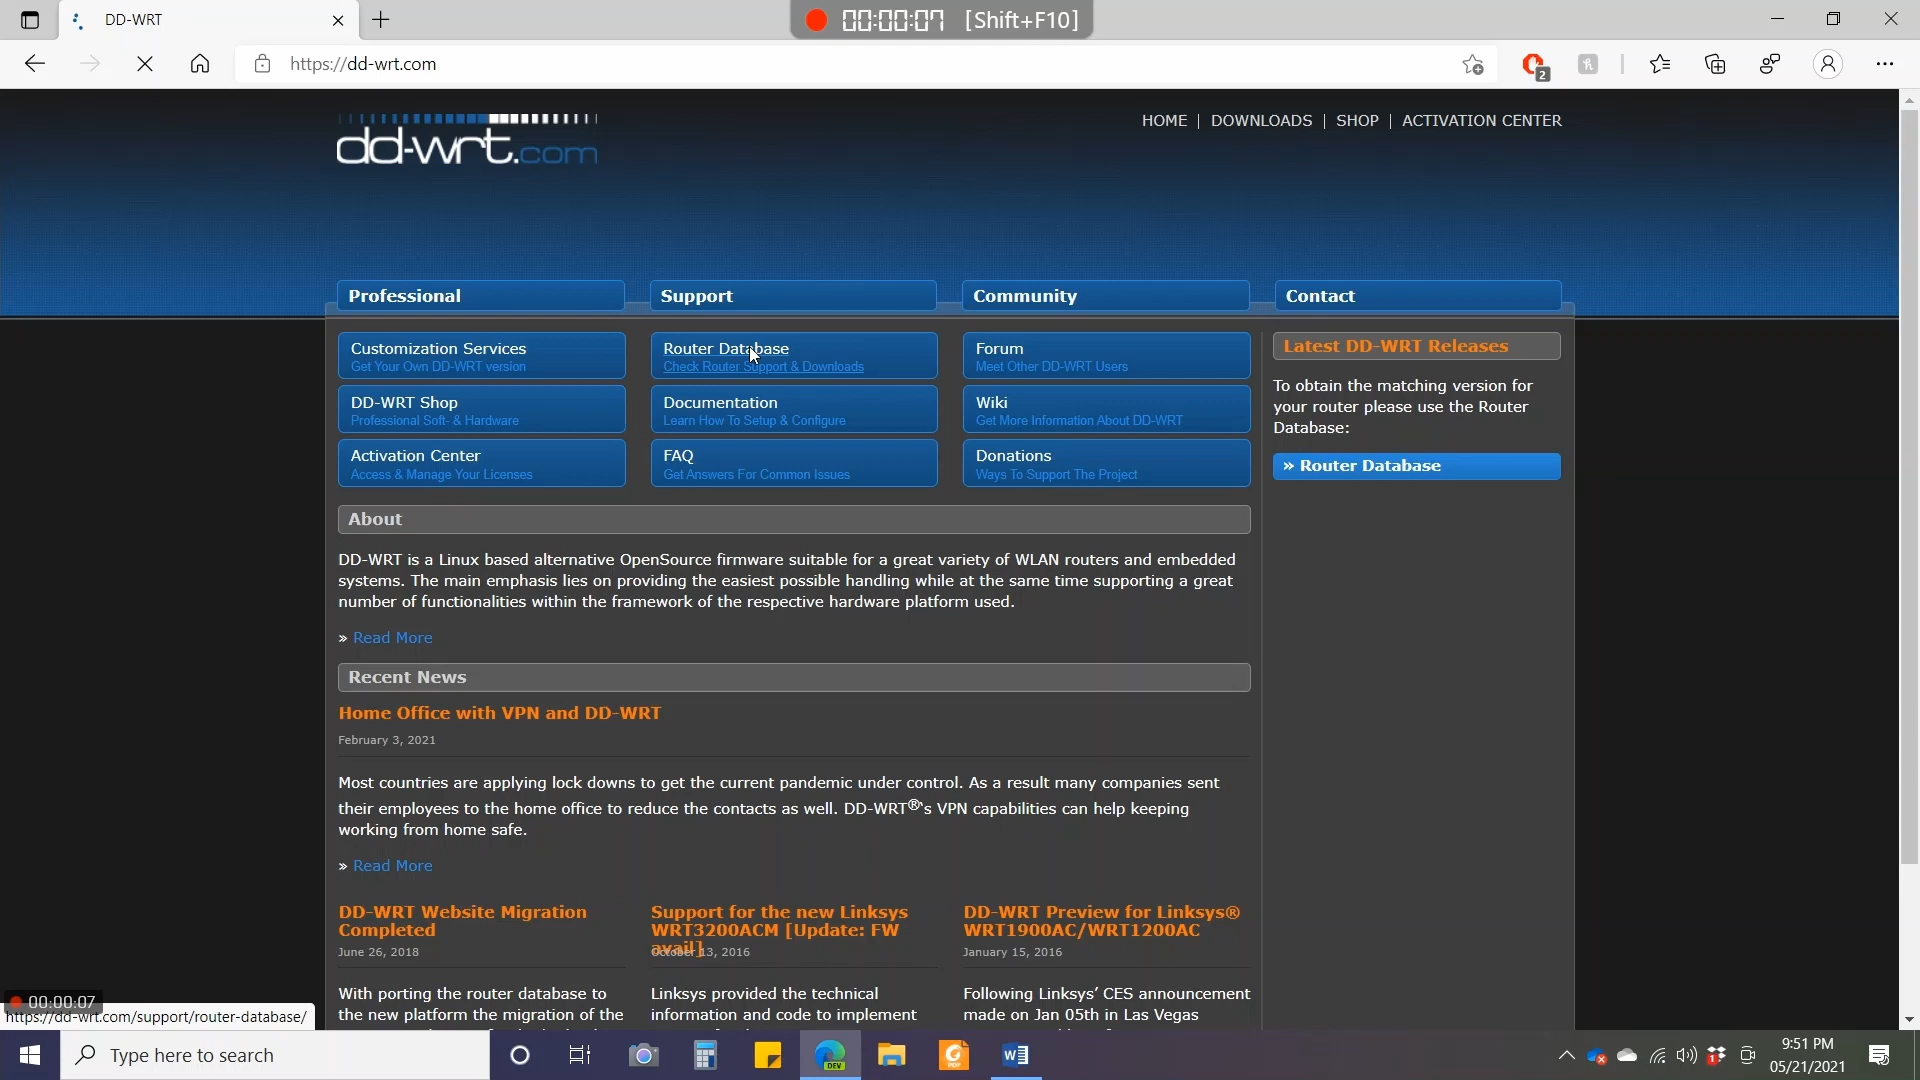 DD-WRT
00:00:07 [Shift+F10]
https://dd-wrt.com
2
dd-wrt.com
HOME | DOWNLOADS | SHOP | ACTIVATION CENTER
Professional
Support
Community
Contact
Customization Services
Get Your Own DD-WRT version
Router Database
Check Router Support & Downloads
Forum
Meet Other DD-WRT Users
DD-WRT Shop
Professional Soft- & Hardware
Documentation
Learn How To Setup & Configure
Wiki
Get More Information About DD-WRT
Activation Center
Access & Manage Your Licenses
FAQ
Get Answers For Common Issues
Donations
Ways To Support The Project
Latest DD-WRT Releases
To obtain the matching version for
your router please use the Router
Database:
» Router Database
About
DD-WRT is a Linux based alternative OpenSource firmware suitable for a great variety of WLAN routers and embedded
systems. The main emphasis lies on providing the easiest possible handling while at the same time supporting a great
number of functionalities within the framework of the respective hardware platform used.
» Read More
Recent News
Home Office with VPN and DD-WRT
February 3, 2021
Most countries are applying lock downs to get the current pandemic under control. As a result many companies sent
their employees to the home office to reduce the contacts as well. DD-WRT®'s VPN capabilities can help keeping
working from home safe.
» Read More
DD-WRT Website Migration
Completed
June 26, 2018
With porting the router database to
the new platform the migration of the
Support for the new Linksys
WRT3200ACM [Update: FW
avail]
October 13, 2016
Linksys provided the technical
information and code to implement
DD-WRT Preview for Linksys®
WRT1900AC/WRT1200AC
January 15, 2016
Following Linksys' CES announcement
made on Jan 05th in Las Vegas
00:00:07
https://dd-wrt.com/support/router-database/
Type here to search
DEV
PDF
W
1
9:51 PM
05/21/2021